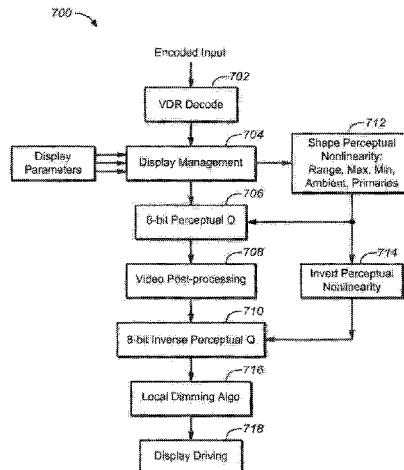 700
Encoded Input
702
VDR Decode
704
Display
Parameters
Display Management
712
Shape Perceptual
Nonlinearity:
Range, Max, Min,
Ambient, Primaries
706
8-bit Perceptual Q
708
Video Post-processing
714
Invert Perceptual
Nonlinearity
710
8-bit Inverse Perceptual Q
716
Local Dimming Algo
718
Display Driving